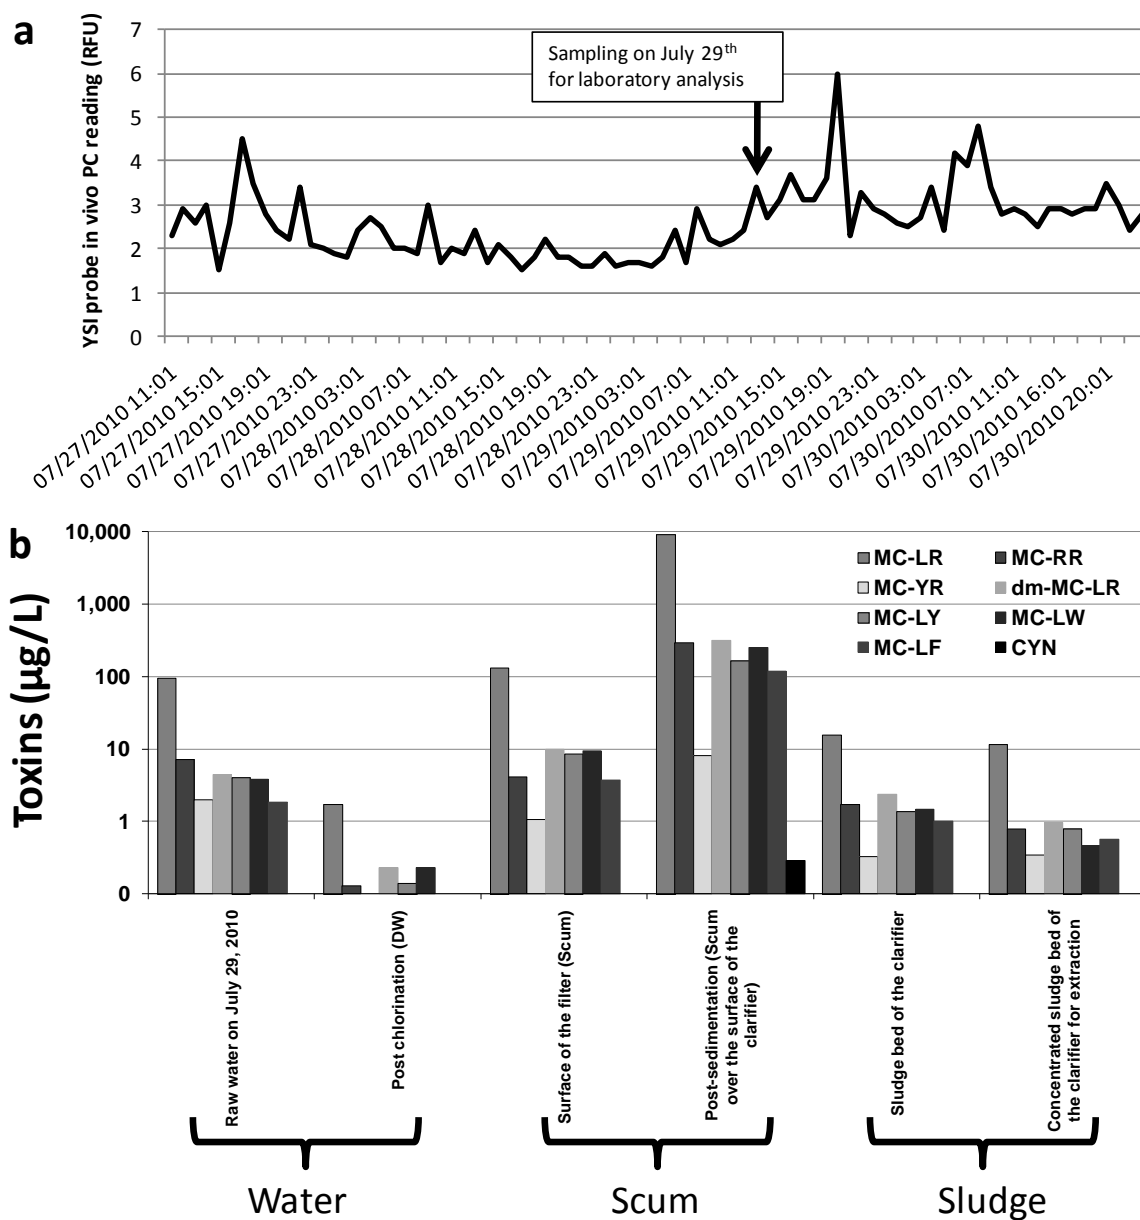 a
YSI probe in vivo PC reading (RFU)
7
6
5
4
3
2
1
0
Sampling on July 29th
for laboratory analysis
07/27/2010 11:01
07/27/2010 15:01
07/27/2010 19:01
07/27/2010 23:01
07/28/2010 03:01
07/28/2010 07:01
07/28/2010 11:01
07/28/2010 15:01
07/28/2010 19:01
07/28/2010 23:01
07/29/2010 03:01
07/29/2010 07:01
07/29/2010 11:01
07/29/2010 15:01
07/29/2010 19:01
07/29/2010 23:01
07/30/2010 03:01
07/30/2010 07:01
07/30/2010 11:01
07/30/2010 16:01
07/30/2010 20:01
b
Toxins (µg/L)
10,000
1,000
100
10
1
0
MC-LR
MC-RR
MC-YR
dm-MC-LR
MC-LY
MC-LW
MC-LF
CYN
Raw water on July 29, 2010
Post chlorination (DW)
Surface of the filter (Scum)
Post-sedimentation (Scum
over the surface of the
clarifier)
Sludge bed of the clarifier
Concentrated sludge bed of
the clarifier for extraction
Water
Scum
Sludge